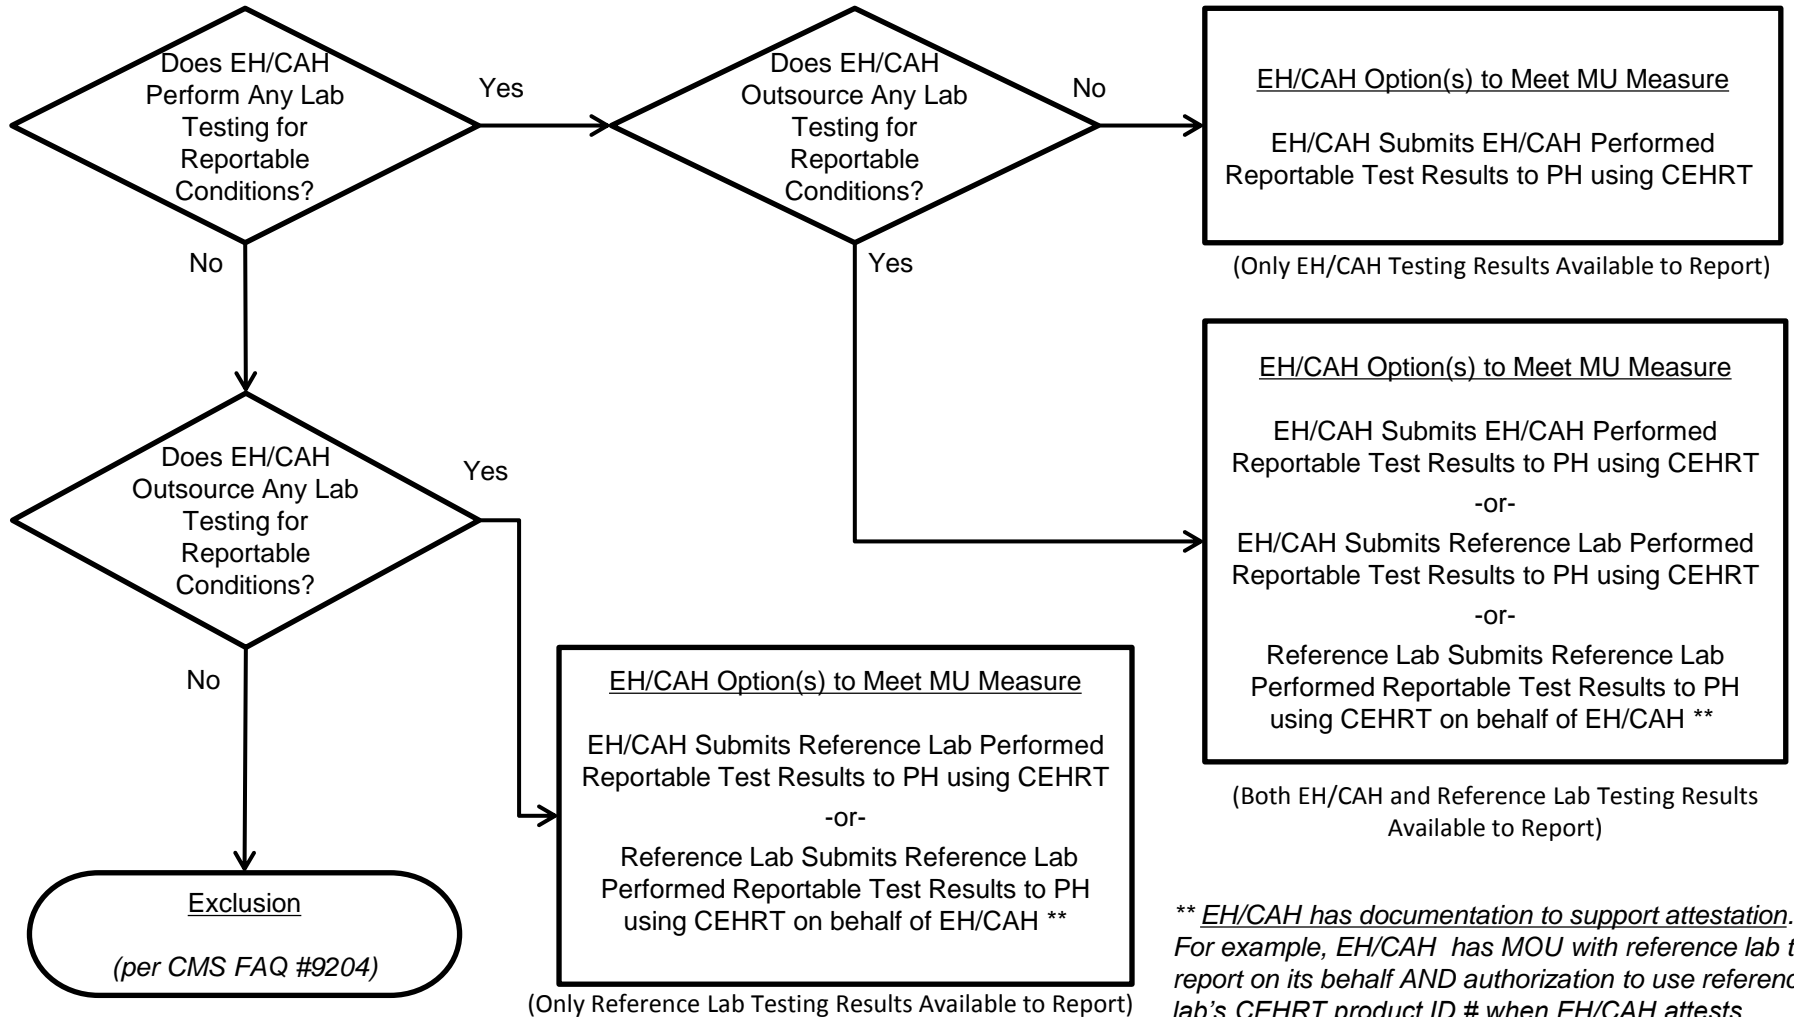 Does EH/CAH
Perform Any Lab
Testing for
Reportable
Conditions?
Yes
No
Does EH/CAH
Outsource Any Lab
Testing for
Reportable
Conditions?
No
Yes
EH/CAH Option(s) to Meet MU Measure
EH/CAH Submits EH/CAH Performed
Reportable Test Results to PH using CEHRT
(Only EH/CAH Testing Results Available to Report)
EH/CAH Option(s) to Meet MU Measure
EH/CAH Submits EH/CAH Performed
Reportable Test Results to PH using CEHRT
-or-
EH/CAH Submits Reference Lab Performed
Reportable Test Results to PH using CEHRT
-or-
Reference Lab Submits Reference Lab
Performed Reportable Test Results to PH
using CEHRT on behalf of EH/CAH **
(Both EH/CAH and Reference Lab Testing Results
Available to Report)
Does EH/CAH
Outsource Any Lab
Testing for
Reportable
Conditions?
Yes
No
EH/CAH Option(s) to Meet MU Measure
EH/CAH Submits Reference Lab Performed
Reportable Test Results to PH using CEHRT
-or-
Reference Lab Submits Reference Lab
Performed Reportable Test Results to PH
using CEHRT on behalf of EH/CAH **
(Only Reference Lab Testing Results Available to Report)
Exclusion
(per CMS FAQ #9204)
** EH/CAH has documentation to support attestation.
For example, EH/CAH has MOU with reference lab
report on its behalf AND authorization to use
lab's CEHRT product ID # when EH/CAH attests